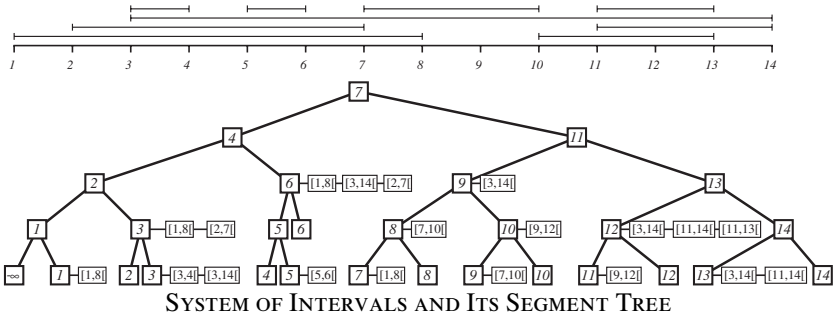 1 2 3 4 5 6 7 8 9 10 11 12 13 14
7
4 11
2 6 [1,8[ [3,14[ [2,7[ 9 [3,14[ 13
1 3 [1,8[ [2,7[ 5 6 8 [7,10[ 10 [9,12[ 12 [3,14[ [11,14[ [11,13[ 14
-∞ 1 [1,8[ 2 3 [3,4[ [3,14[ 4 5 [5,6[ 7 [1,8[ 8 9 [7,10[ 10 11 [9,12[ 12 13 [3,14[ [11,14[ 14
SYSTEM OF INTERVALS AND ITS SEGMENT TREE